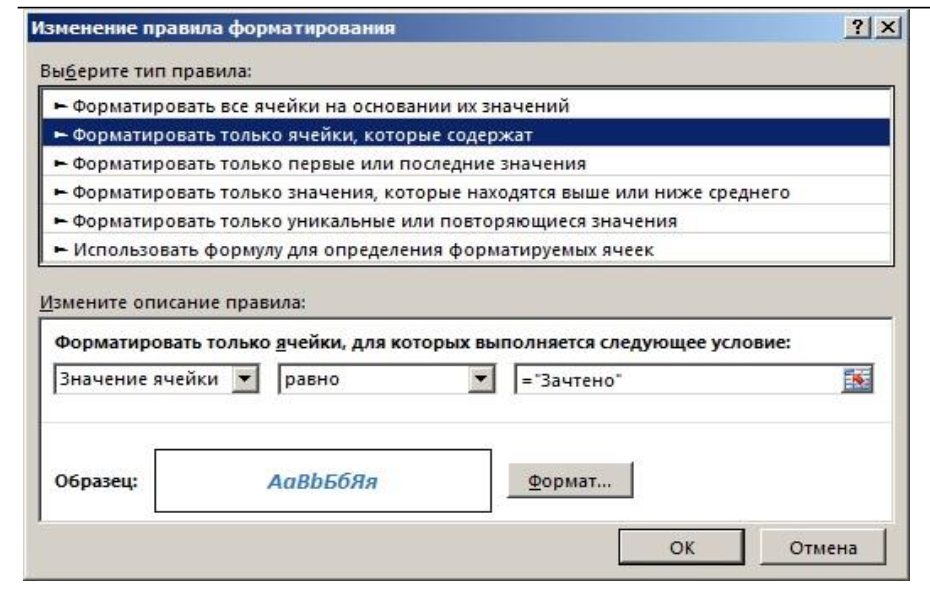 Изменение правила форматирования
Выберите тип правила:
► Форматировать все ячейки на основании их значений
► Форматировать только ячейки, которые содержат
► Форматировать только первые или последние значения
► Форматировать только значения, которые находятся выше или ниже среднего
► Форматировать только уникальные или повторяющиеся значения
► Использовать формулу для определения форматируемых ячеек
Измените описание правила:
Форматировать только ячейки, для которых выполняется следующее условие:
Значение ячейки равно ="Зачтено"
Образец: АаВbБбЯя Формат...
ОК Отмена